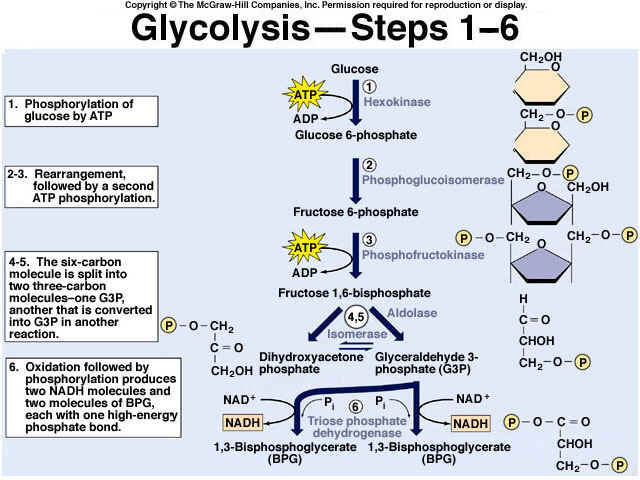 Copyright © The McGraw-Hill Companies, Inc. Permission required for reproduction or display.
Glycolysis—Steps 1–6
1. Phosphorylation of
glucose by ATP
2-3. Rearrangement,
followed by a second
ATP phosphorylation.
4-5. The six-carbon
molecule is split into
two three-carbon
molecules–one G3P,
another that is converted
into G3P in another
reaction.
6. Oxidation followed by
phosphorylation produces
two NADH molecules and
two molecules of BPG,
each with one high-energy
phosphate bond.
Glucose
ATP
1
Hexokinase
ADP
Glucose 6-phosphate
2
Phosphoglucoisomerase
Fructose 6-phosphate
ATP
3
Phosphofructokinase
ADP
Fructose 1,6-bisphosphate
4,5
Aldolase
Isomerase
Dihydroxyacetone
phosphate
Glyceraldehyde 3-
phosphate (G3P)
NAD+
Pi
6
Pi
NAD+
NADH
Triose phosphate
dehydrogenase
NADH
1,3-Bisphosphoglycerate
(BPG)
1,3-Bisphosphoglycerate
(BPG)
CH2OH
O
CH2–O–P
O
CH2–O–P
O
CH2OH
P–O–CH2
CH2–O–P
O
P–O–CH2
C=O
CH2OH
H
C=O
CHOH
CH2–O–P
P–O–C=O
CHOH
CH2–O–P